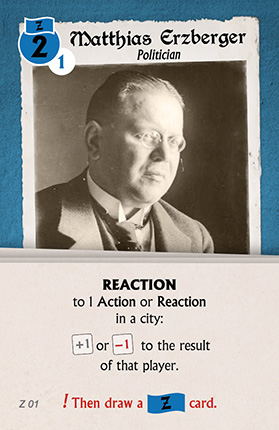 Z
2
1
Matthias Erzberger
Politician
REACTION
to 1 Action or Reaction
in a city:
+1 or −1 to the result
of that player.
Z 01
! Then draw a Z card.